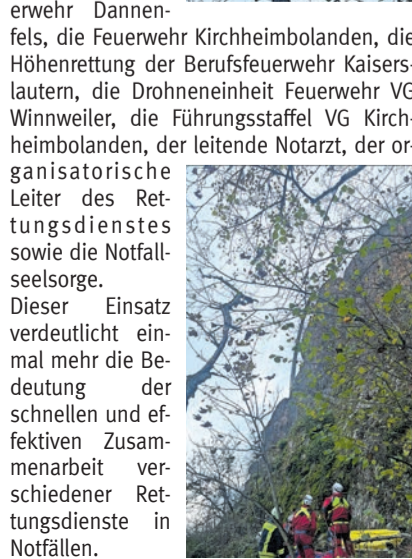 erwehr Dannen-
fels, die Feuerwehr Kirchheimbolanden, die
Höhenrettung der Berufsfeuerwehr Kaisers-
lautern, die Drohneneinheit Feuerwehr VG
Winnweiler, die Führungsstaffel VG Kirch-
heimbolanden, der leitende Notarzt, der or-
ganisatorische
Leiter des Ret-
tungsdienstes
sowie die Notfall-
seelsorge.
Dieser Einsatz
verdeutlicht ein-
mal mehr die Be-
deutung der
schnellen und ef-
fektiven Zusam-
menarbeit ver-
schiedener Ret-
tungsdienste in
Notfällen.